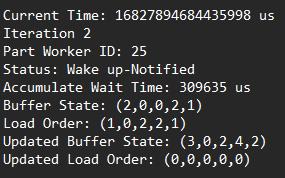 Current Time: 16827894684435998 us
Iteration 2
Part Worker ID: 25
Status: Wake up-Notified
Accumulate Wait Time: 309635 us
Buffer State: (2,0,0,2,1)
Load Order: (1,0,2,2,1)
Updated Buffer State: (3,0,2,4,2)
Updated Load Order: (0,0,0,0,0)